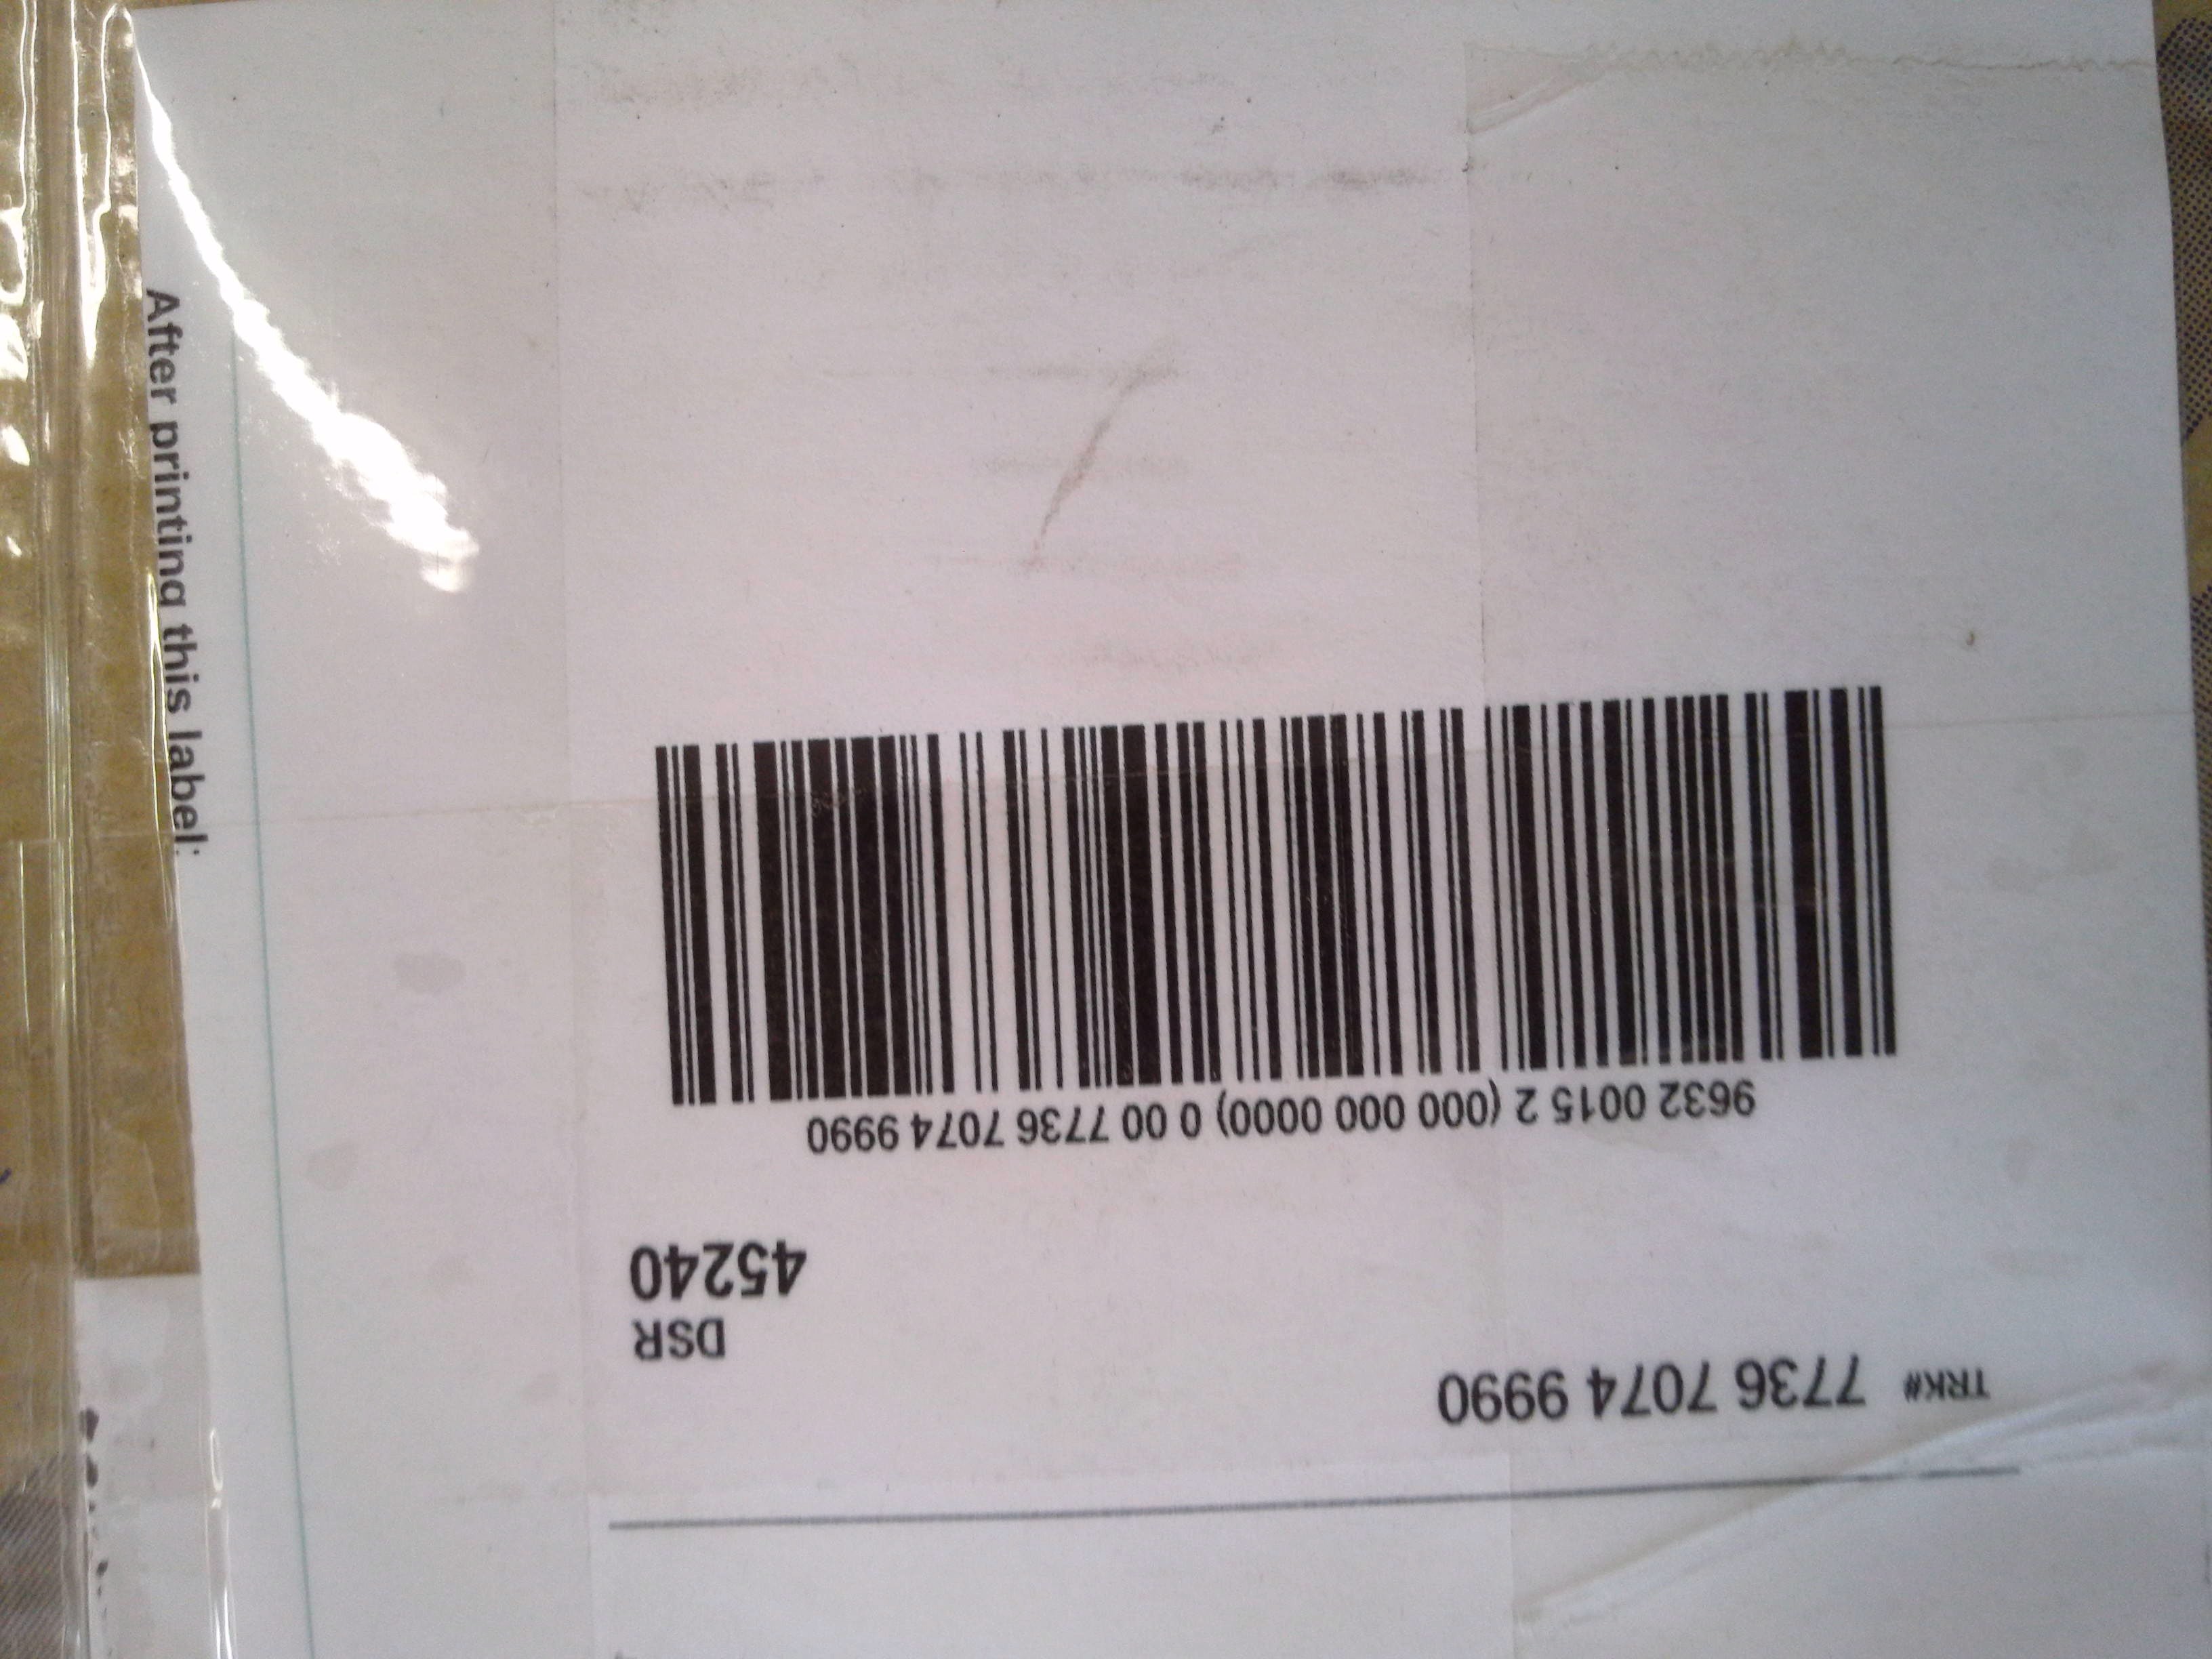 TRK# 7736 7074 9990
DSR
45240
9632 0015 2 (000 000 0000) 0 00 7736 7074 9990
After printing this label: